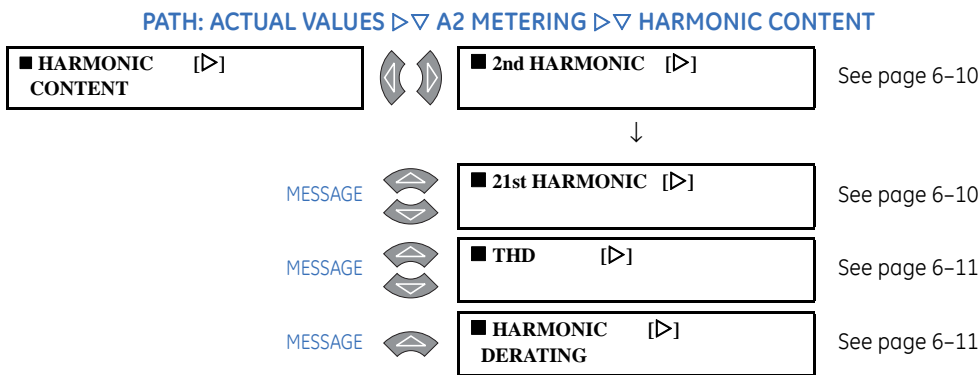 PATH: ACTUAL VALUES ▷▽ A2 METERING ▷▽ HARMONIC CONTENT
■ HARMONIC [▷]
CONTENT
■ 2nd HARMONIC [▷]
See page 6–10
↓
MESSAGE
■ 21st HARMONIC [▷]
See page 6–10
MESSAGE
■ THD [▷]
See page 6–11
MESSAGE
■ HARMONIC [▷]
DERATING
See page 6–11